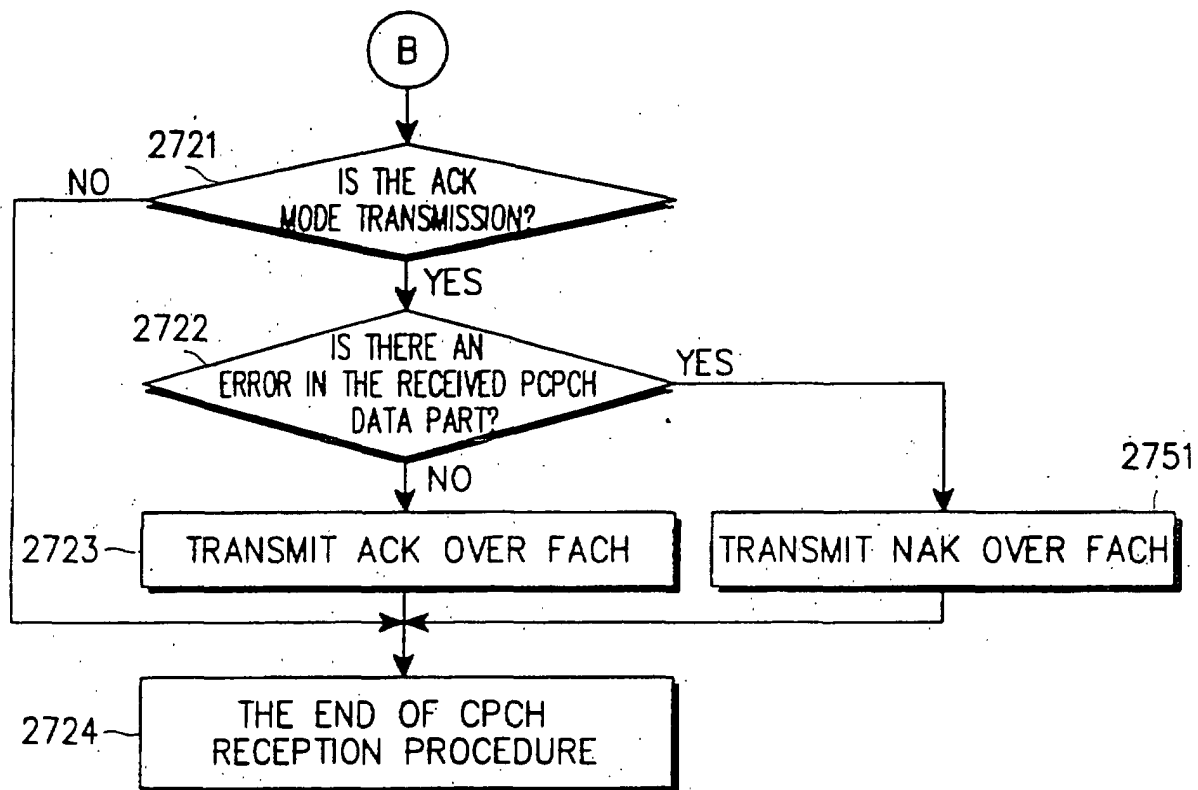 B
2721
NO
IS THE ACK
MODE TRANSMISSION?
YES
2722
IS THERE AN
ERROR IN THE RECEIVED PCPCH
DATA PART?
YES
NO
2751
2723
TRANSMIT ACK OVER FACH
TRANSMIT NAK OVER FACH
2724
THE END OF CPCH
RECEPTION PROCEDURE